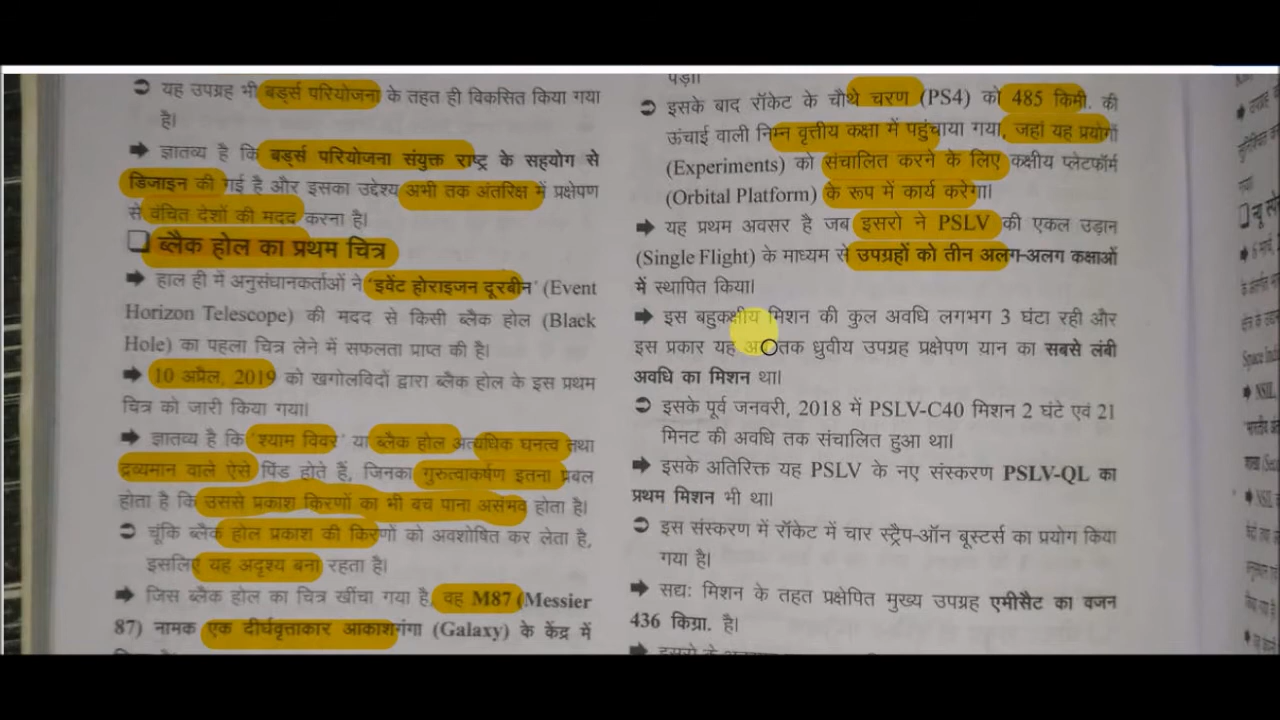 ➲ यह उपग्रह भी बर्ड्स परियोजना के तहत ही विकसित किया गया
है।
➡ ज्ञातव्य है कि बर्ड्स परियोजना संयुक्त राष्ट्र के सहयोग से
डिजाइन की गई है और इसका उद्देश्य अभी तक अंतरिक्ष में प्रक्षेपण
से वंचित देशों की मदद करना है।
❑ ब्लैक होल का प्रथम चित्र
➡ हाल ही में अनुसंधानकर्ताओं ने 'इवेंट होराइजन दूरबीन' (Event
Horizon Telescope) की मदद से किसी ब्लैक होल (Black
Hole) का पहला चित्र लेने में सफलता प्राप्त की है।
➡ 10 अप्रैल, 2019 को खगोलविदों द्वारा ब्लैक होल के इस प्रथम
चित्र को जारी किया गया।
➡ ज्ञातव्य है कि 'श्याम विवर' या ब्लैक होल अत्यधिक घनत्व तथा
द्रव्यमान वाले ऐसे पिंड होते हैं, जिनका गुरुत्वाकर्षण इतना प्रबल
होता है कि उससे प्रकाश किरणों का भी बच पाना असंभव होता है।
➲ चूंकि ब्लैक होल प्रकाश की किरणों को अवशोषित कर लेता है,
इसलिए यह अदृश्य बना रहता है।
➡ जिस ब्लैक होल का चित्र खींचा गया है, वह M87 (Messier
87) नामक एक दीर्घवृत्ताकार आकाशगंगा (Galaxy) के केंद्र में
पड़ा।
➲ इसके बाद रॉकेट के चौथे चरण (PS4) को 485 किमी. की
ऊंचाई वाली निम्न वृत्तीय कक्षा में पहुंचाया गया, जहां यह प्रयोगों
(Experiments) को संचालित करने के लिए कक्षीय प्लेटफॉर्म
(Orbital Platform) के रूप में कार्य करेगा।
➡ यह प्रथम अवसर है जब इसरो ने PSLV की एकल उड़ान
(Single Flight) के माध्यम से उपग्रहों को तीन अलग-अलग कक्षाओं
में स्थापित किया।
➡ इस बहुकक्षीय मिशन की कुल अवधि लगभग 3 घंटा रही और
इस प्रकार यह अब तक ध्रुवीय उपग्रह प्रक्षेपण यान का सबसे लंबी
अवधि का मिशन था।
➲ इसके पूर्व जनवरी, 2018 में PSLV-C40 मिशन 2 घंटे एवं 21
मिनट की अवधि तक संचालित हुआ था।
➡ इसके अतिरिक्त यह PSLV के नए संस्करण PSLV-QL का
प्रथम मिशन भी था।
➲ इस संस्करण में रॉकेट में चार स्ट्रैप-ऑन बूस्टर्स का प्रयोग किया
गया है।
➡ सद्यः मिशन के तहत प्रक्षेपित मुख्य उपग्रह एमीसैट का वजन
436 किग्रा. है।